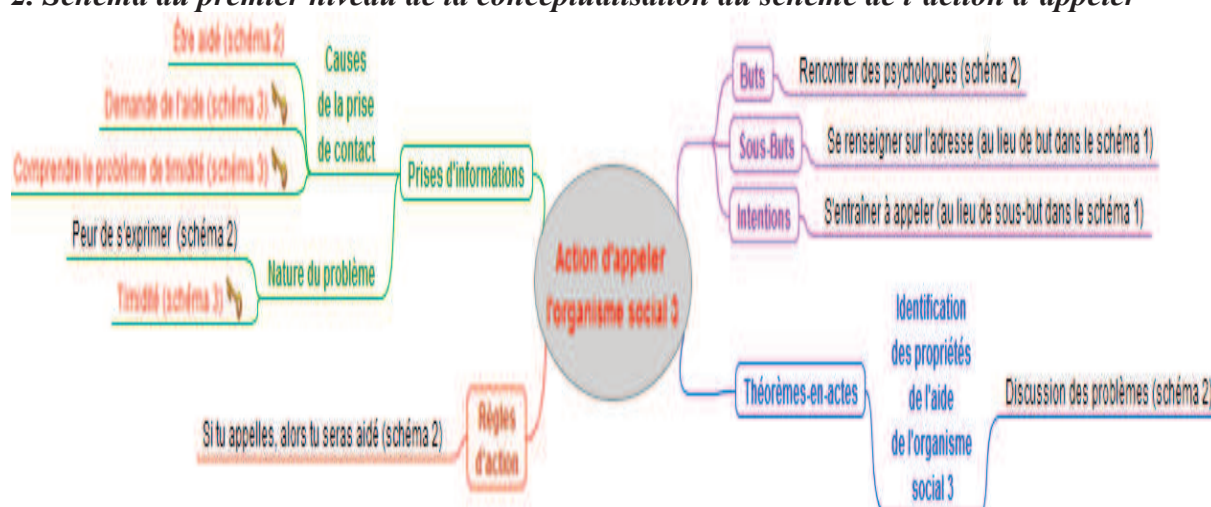 2. Schéma du premier niveau de la conceptualisation du schème de l'action d'appeler
Être aidé (schéma 2)
Demande de l'aide (schéma 3)
Comprendre le problème de timidité (schéma 3)
Causes
de la prise
de contact
Peur de s'exprimer (schéma 2)
Timidité (schéma 3)
Nature du problème
Prises d'informations
Si tu appelles, alors tu seras aidé (schéma 2)
Règles
d'action
Action d'appeler
l'organisme social 3
Buts
Rencontrer des psychologues (schéma 2)
Sous-Buts
Se renseigner sur l'adresse (au lieu de but dans le schéma 1)
Intentions
S'entraîner à appeler (au lieu de sous-but dans le schéma 1)
Théorèmes-en-actes
Identification
des propriétés
de l'aide
de l'organisme
social 3
Discussion des problèmes (schéma 2)